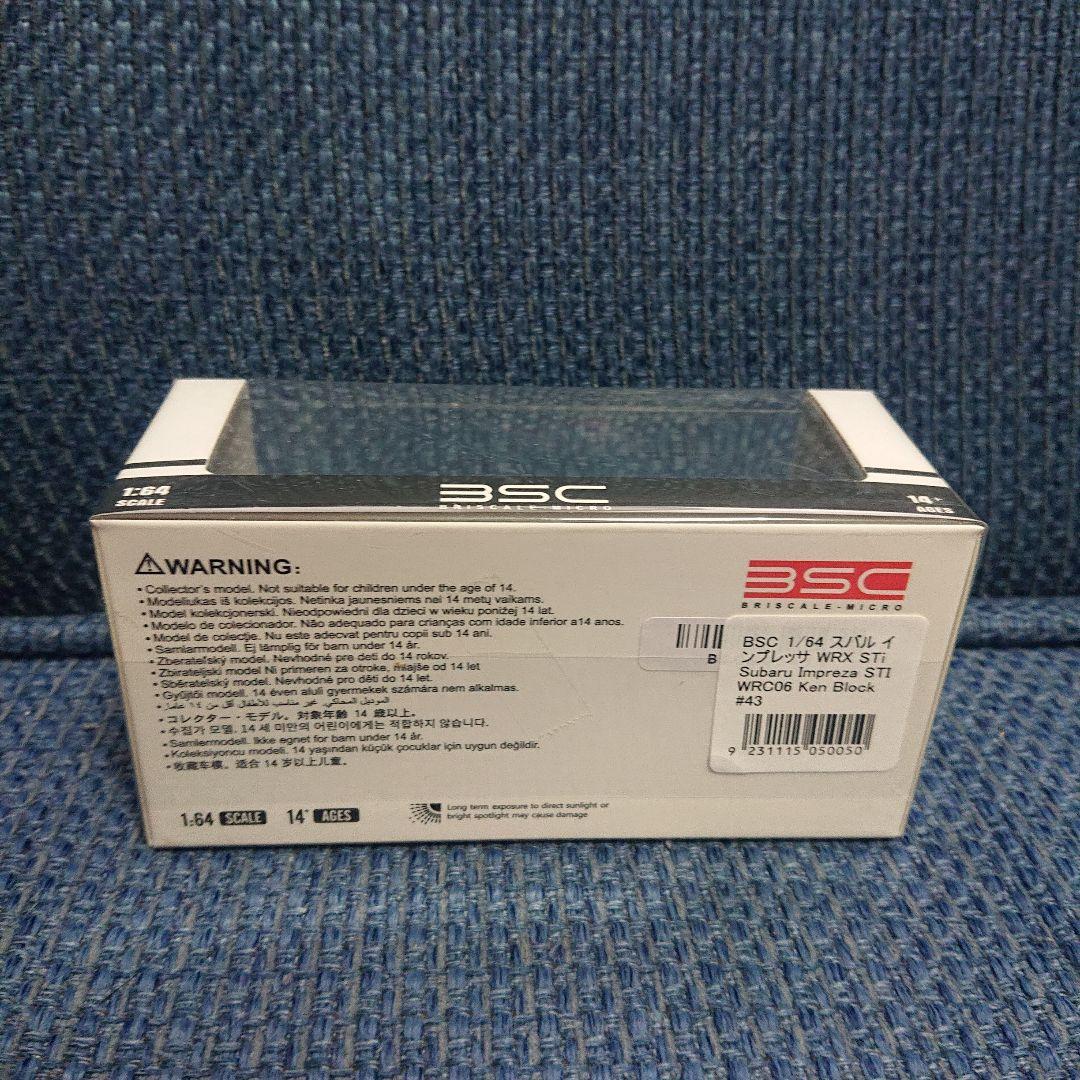 1:64
SCALE
BSC
BRISCALE-MICRO
14+
AGES
⚠WARNING:
• Collector's model. Not suitable for children under the age of 14.
• Modeliukas iš kolekcijos. Netinka jaunesniems nei 14 metų vaikams.
• Model kolekcjonerski. Nieodpowiedni dla dzieci w wieku poniżej 14 lat.
• Modelo de colecionador. Não adequado para crianças com idade inferior a14 anos.
• Model de colecţie. Nu este adecvat pentru copii sub 14 ani.
• Samlarmodell. Ej lämplig för barn under 14 år.
• Zberateľský model. Nevhodné pre deti do 14 rokov.
• Zbirateljski model Ni primeren za otroke, mlajše od 14 let
• Sběratelský model. Nevhodné pro děti do 14 let.
• Gyűjtői modell. 14 éven aluli gyermekek számára nem alkalmas.
الموديل المحاكي. غير مناسب للأطفال أقل من ١٤ عامًا.
• コレクター・モデル。対象年齢 14 歳以上。
• 수집가 모델. 14 세 미만의 어린이에게는 적합하지 않습니다.
• Samlermodell. Ikke egnet for barn under 14 år.
• Koleksiyoncu modeli. 14 yaşından küçük çocuklar için uygun değildir.
• 收藏车模。适合 14 岁以上儿童。
1:64 SCALE 14+ AGES
Long term exposure to direct sunlight or
bright spotlight may cause damage
BSC
BRISCALE-MICRO
B
BSC 1/64 スバル イ
ンプレッサ WRX STi
Subaru Impreza STI
WRC06 Ken Block
#43
9 231115 050050